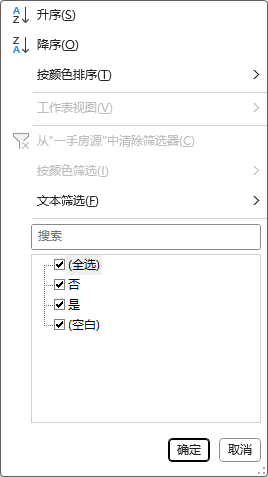 升序(S)
降序(O)
按颜色排序(T)
工作表视图(V)
从"一手房源"中清除筛选器(C)
按颜色筛选(I)
文本筛选(F)
搜索
(全选)
否
是
(空白)
确定 取消